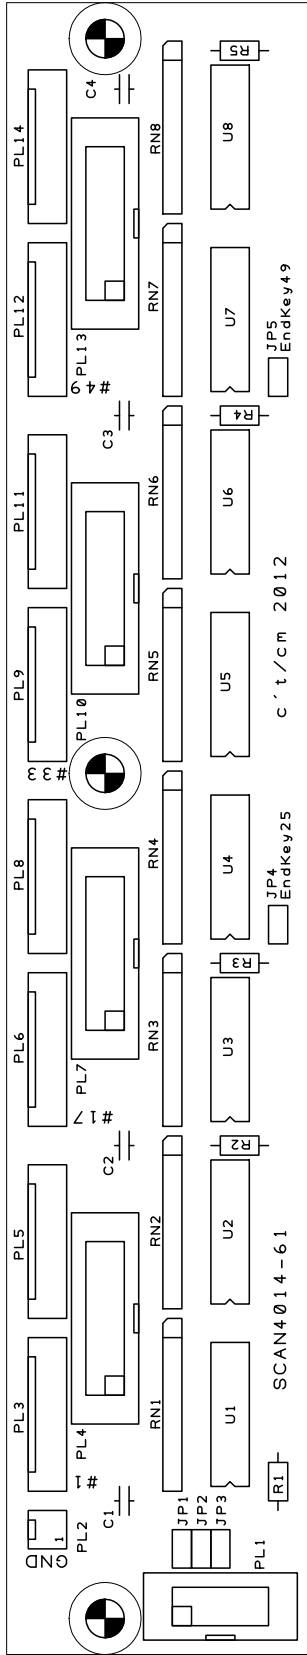 PL14
C4
RN8
R5
U8
PL12
PL13
#49
RN7
U7
JP5
EndKey49
C3
R4
PL11
RN6
U6
PL9
PL10
#33
RN5
U5
c't/cm 2012
PL8
RN4
U4
JP4
EndKey25
PL6
PL7
#17
RN3
R3
U3
C2
R2
PL5
RN2
U2
SCAN4014-61
PL3
PL4
#1
RN1
U1
R1
GND
1
PL2
C1
JP1
JP2
JP3
PL1